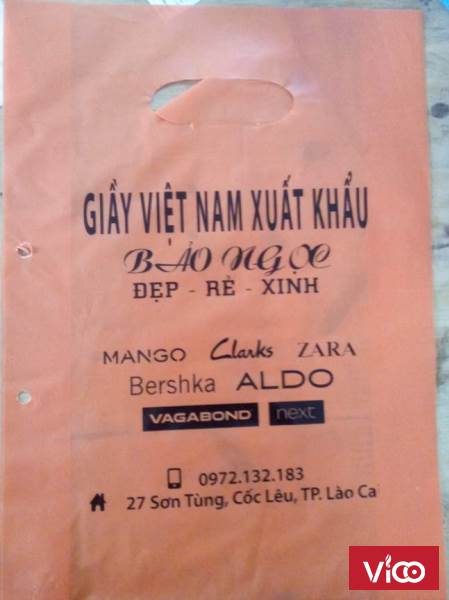 GIẦY VIỆT NAM XUẤT KHẨU
BẢO NGỌC
ĐẸP - RẺ - XINH
MANGO Clarks ZARA
Bershka ALDO
VAGABOND next
0972.132.183
27 Sơn Tùng, Cốc Lêu, TP. Lào Ca
Vico